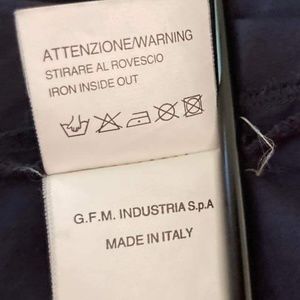 ATTENZIONE/WARNING
STIRARE AL ROVESCIO
IRON INSIDE OUT
G.F.M. INDUSTRIA S.p.A
MADE IN ITALY